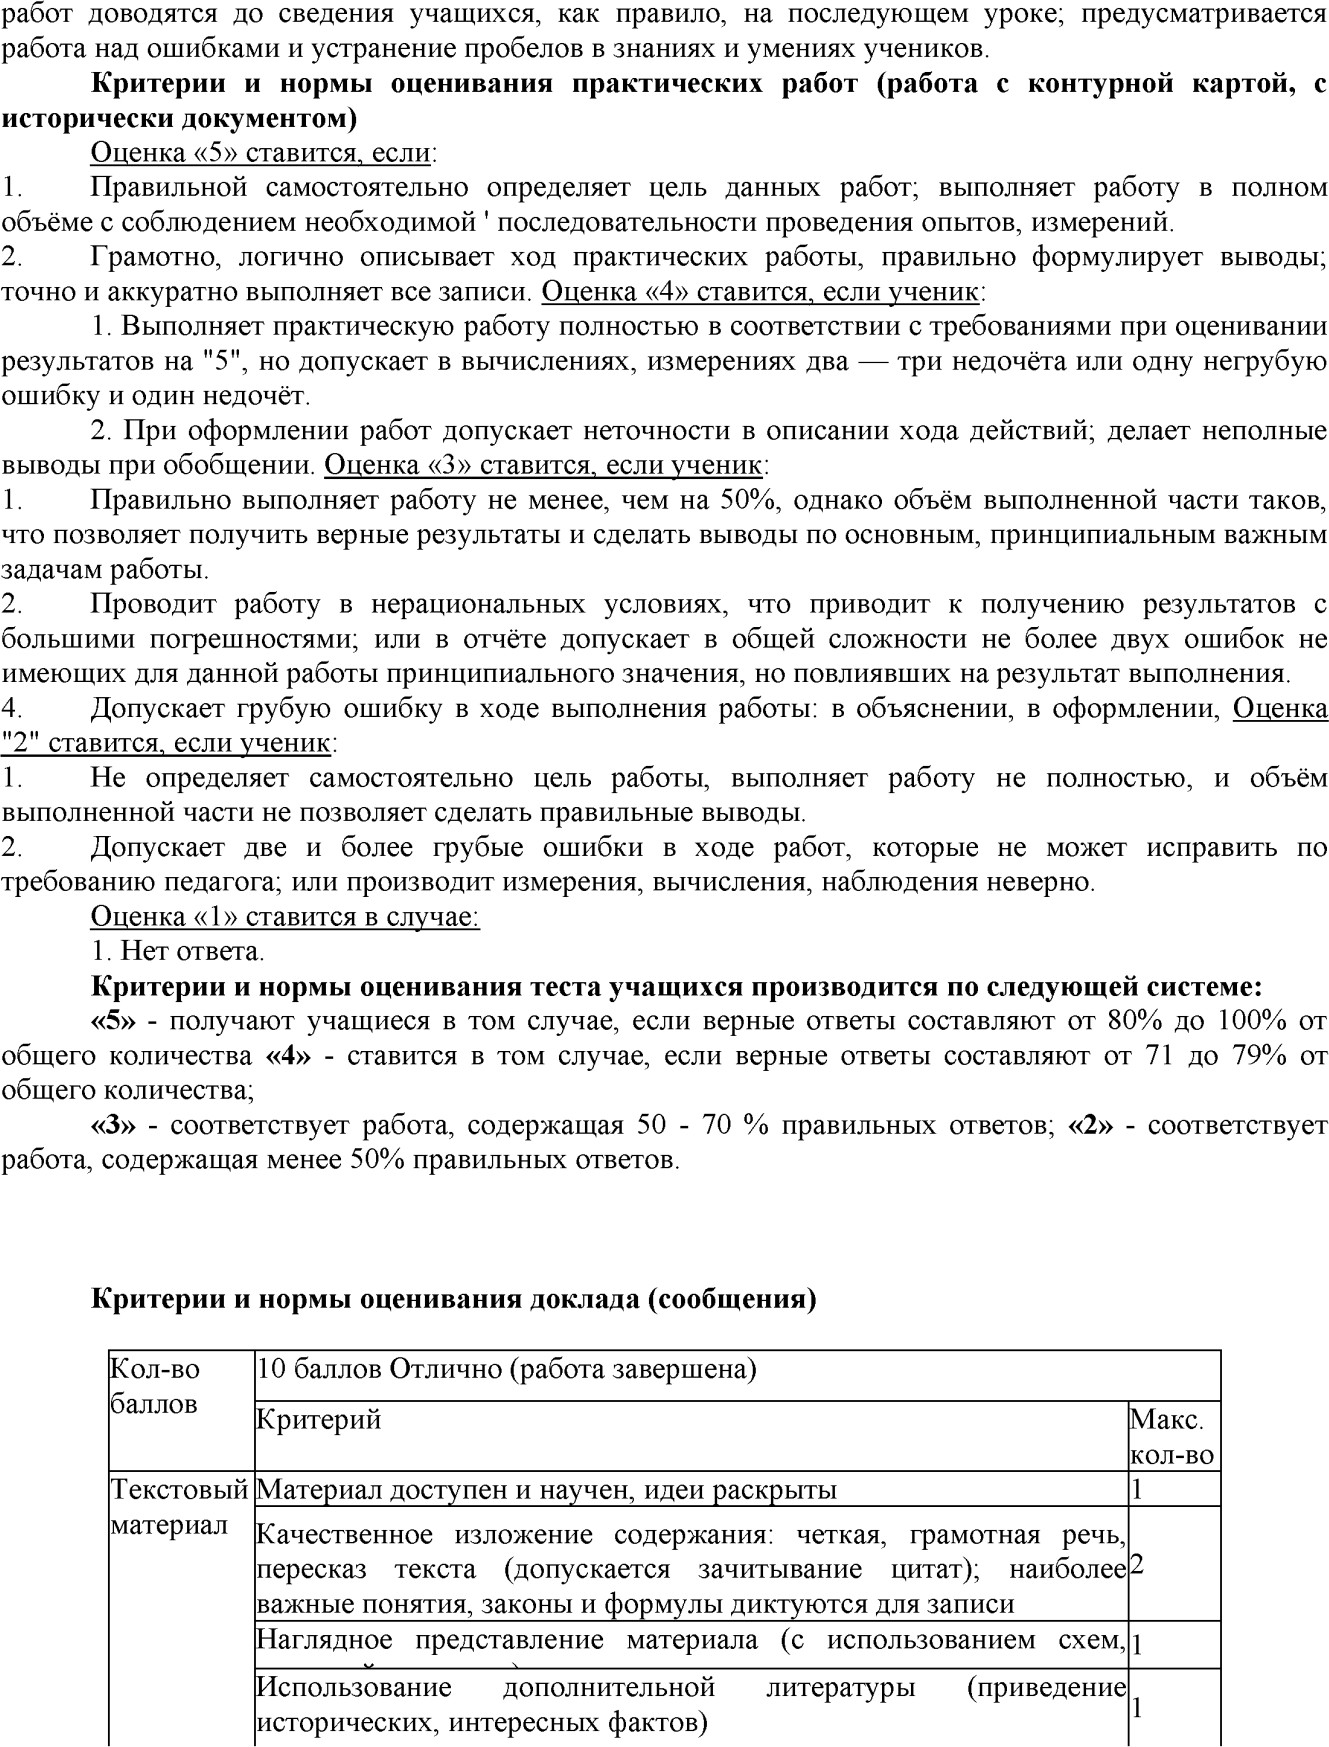 работ доводятся до сведения учащихся, как правило, на последующем уроке; предусматривается
работа над ошибками и устранение пробелов в знаниях и умениях учеников.
Критерии и нормы оценивания практических работ (работа с контурной картой, с
исторически документом)
Оценка «5» ставится, если:
1. Правильной самостоятельно определяет цель данных работ; выполняет работу в полном
объёме с соблюдением необходимой ' последовательности проведения опытов, измерений.
2. Грамотно, логично описывает ход практических работы, правильно формулирует выводы;
точно и аккуратно выполняет все записи. Оценка «4» ставится, если ученик:
1. Выполняет практическую работу полностью в соответствии с требованиями при оценивании
результатов на "5", но допускает в вычислениях, измерениях два — три недочёта или одну негрубую
ошибку и один недочёт.
2. При оформлении работ допускает неточности в описании хода действий; делает неполные
выводы при обобщении. Оценка «3» ставится, если ученик:
1. Правильно выполняет работу не менее, чем на 50%, однако объём выполненной части таков,
что позволяет получить верные результаты и сделать выводы по основным, принципиальным важным
задачам работы.
2. Проводит работу в нерациональных условиях, что приводит к получению результатов с
большими погрешностями; или в отчёте допускает в общей сложности не более двух ошибок не
имеющих для данной работы принципиального значения, но повлиявших на результат выполнения.
4. Допускает грубую ошибку в ходе выполнения работы: в объяснении, в оформлении, Оценка
"2" ставится, если ученик:
1. Не определяет самостоятельно цель работы, выполняет работу не полностью, и объём
выполненной части не позволяет сделать правильные выводы.
2. Допускает две и более грубые ошибки в ходе работ, которые не может исправить по
требованию педагога; или производит измерения, вычисления, наблюдения неверно.
Оценка «1» ставится в случае:
1. Нет ответа.
Критерии и нормы оценивания теста учащихся производится по следующей системе:
«5» - получают учащиеся в том случае, если верные ответы составляют от 80% до 100% от
общего количества «4» - ставится в том случае, если верные ответы составляют от 71 до 79% от
общего количества;
«3» - соответствует работа, содержащая 50 - 70 % правильных ответов; «2» - соответствует
работа, содержащая менее 50% правильных ответов.
Критерии и нормы оценивания доклада (сообщения)
Кол-во
баллов
10 баллов Отлично (работа завершена)
Критерий
Макс.
кол-во
Текстовый
материал
Материал доступен и научен, идеи раскрыты
1
Качественное изложение содержания: четкая, грамотная речь,
пересказ текста (допускается зачитывание цитат); наиболее
важные понятия, законы и формулы диктуются для записи
2
Наглядное представление материала (с использованием схем,
1
Использование дополнительной литературы (приведение
исторических, интересных фактов)
1